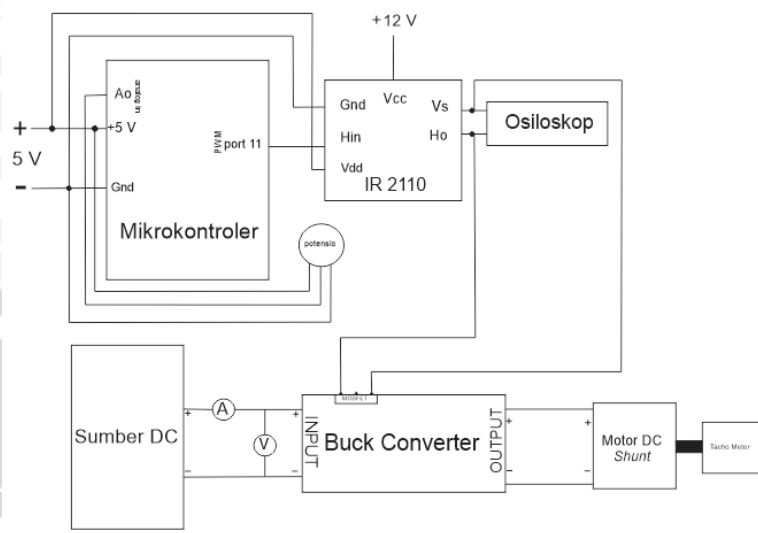 +12 V
Ao
analog in
+5 V
PWM
port 11
Gnd
Mikrokontroler
+
5 V
-
Gnd
Vcc
Vs
Hin
Ho
Vdd
IR 2110
Osiloskop
potensio
Sumber DC
+
-
A
V
+
-
INPUT
MOSFET
Buck Converter
OUTPUT
+
-
+
-
Motor DC
Shunt
Tacho Meter